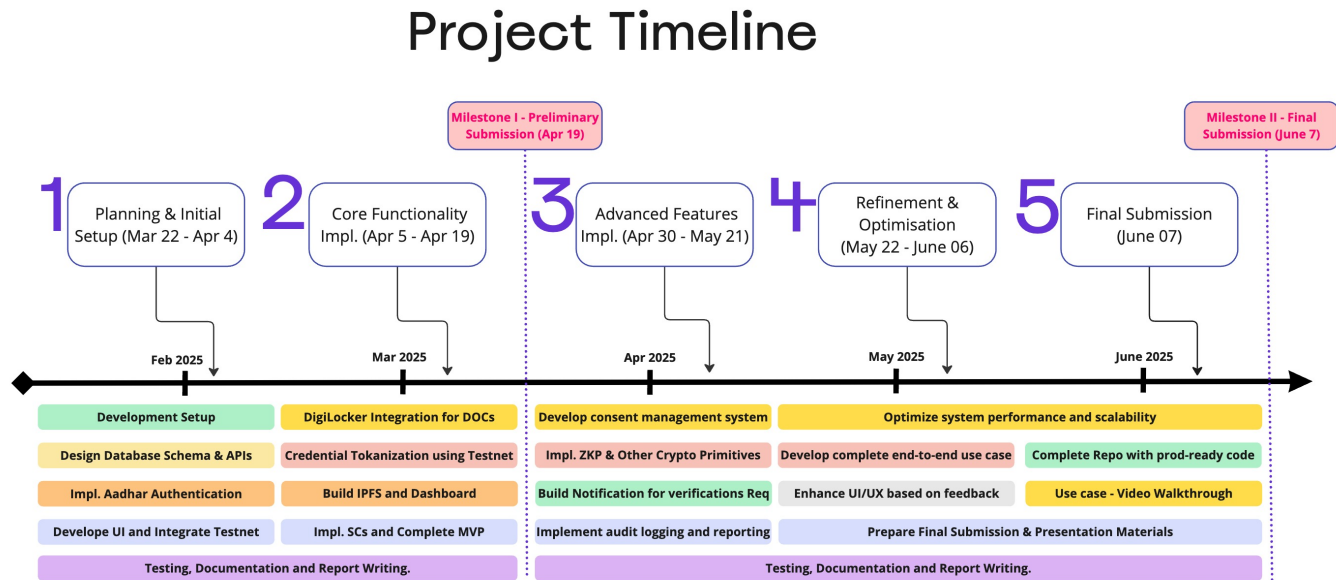 Project Timeline
Milestone I - Preliminary
Submission (Apr 19)
Milestone II - Final
Submission (June 7)
1
Planning & Initial
Setup (Mar 22 - Apr 4)
2
Core Functionality
Impl. (Apr 5 - Apr 19)
3
Advanced Features
Impl. (Apr 30 - May 21)
4
Refinement &
Optimisation
(May 22 - June 06)
5
Final Submission
(June 07)
Feb 2025
Mar 2025
Apr 2025
May 2025
June 2025
Development Setup
DigiLocker Integration for DOCs
Develop consent management system
Optimize system performance and scalability
Design Database Schema & APIs
Credential Tokanization using Testnet
Impl. ZKP & Other Crypto Primitives
Develop complete end-to-end use case
Complete Repo with prod-ready code
Impl. Aadhar Authentication
Build IPFS and Dashboard
Build Notification for verifications Req
Enhance UI/UX based on feedback
Use case - Video Walkthrough
Develope UI and Integrate Testnet
Impl. SCs and Complete MVP
Implement audit logging and reporting
Prepare Final Submission & Presentation Materials
Testing, Documentation and Report Writing.
Testing, Documentation and Report Writing.